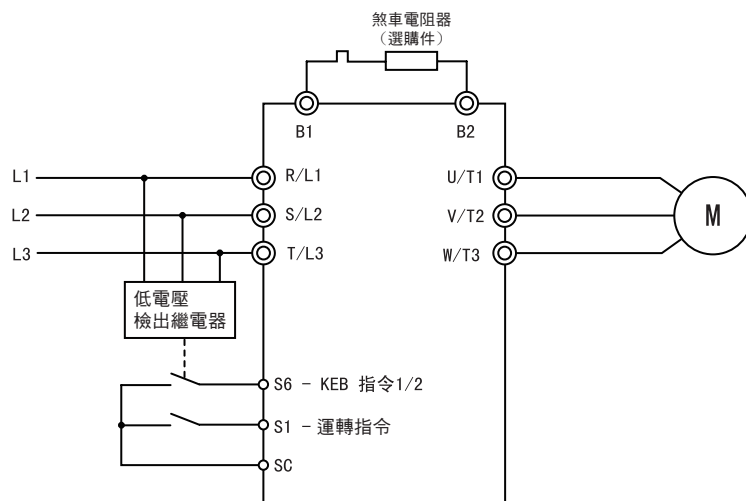 煞車電阻器
（選購件）
B1
B2
L1
R/L1
U/T1
L2
S/L2
V/T2
M
L3
T/L3
W/T3
低電壓
檢出繼電器
S6 - KEB 指令1/2
S1 - 運轉指令
SC